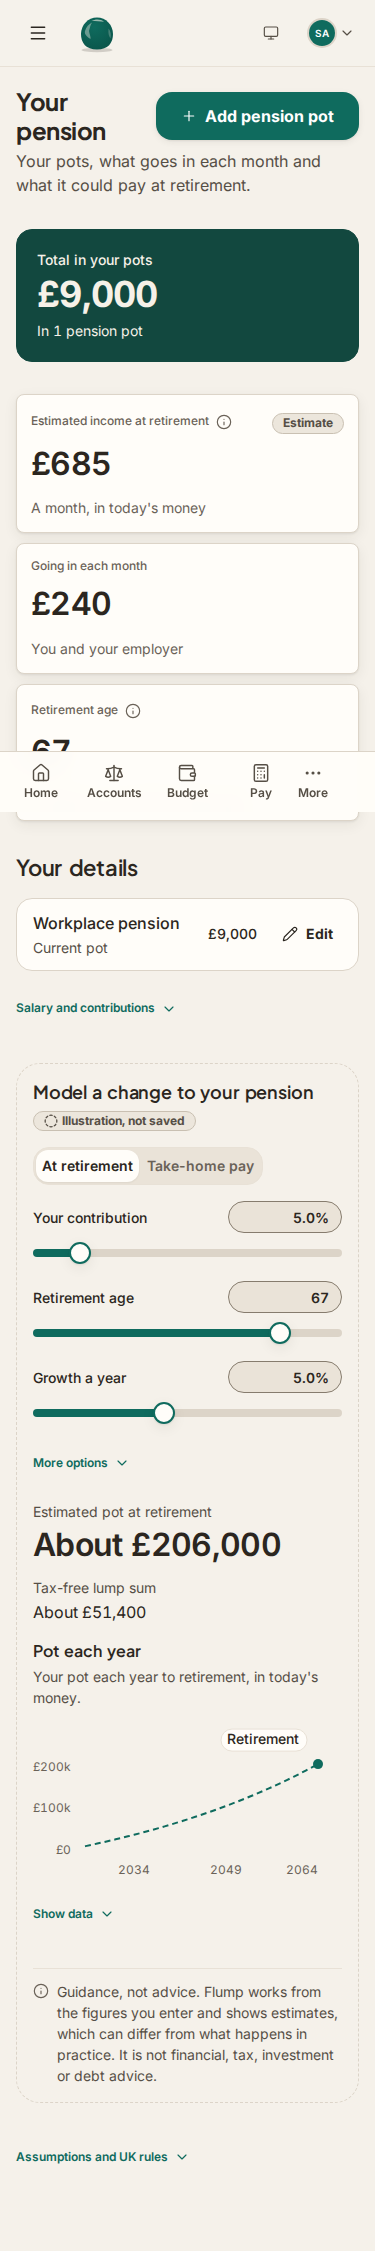 SA
Your
pension
Add pension pot
Your pots, what goes in each month and
what it could pay at retirement.
Total in your pots
£9,000
In 1 pension pot
Estimated income at retirement
Estimate
£685
A month, in today's money
Going in each month
£240
You and your employer
Retirement age
67
Home
Accounts
Budget
Pay
More
Your details
Workplace pension
Current pot
£9,000
Edit
Salary and contributions
Model a change to your pension
Illustration, not saved
At retirement
Take-home pay
Your contribution
5.0%
Retirement age
67
Growth a year
5.0%
More options
Estimated pot at retirement
About £206,000
Tax-free lump sum
About £51,400
Pot each year
Your pot each year to retirement, in today's
money.
Retirement
£200k
£100k
£0
2034
2049
2064
Show data
Guidance, not advice. Flump works from
the figures you enter and shows estimates,
which can differ from what happens in
practice. It is not financial, tax, investment
or debt advice.
Assumptions and UK rules